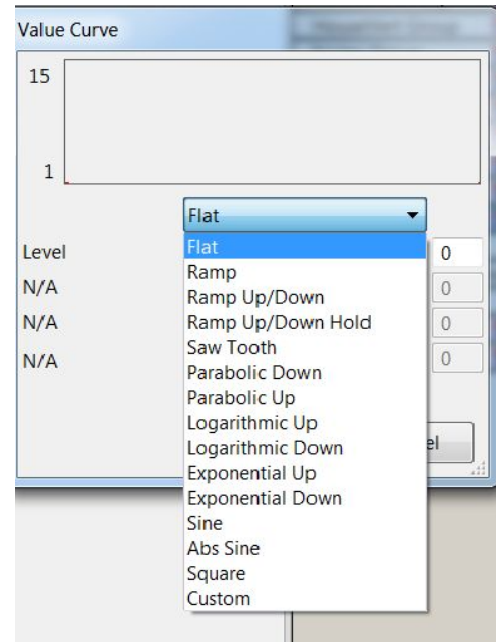 Value Curve
15
1
Flat
Level
0
N/A
0
N/A
0
N/A
0
Flat
Ramp
Ramp Up/Down
Ramp Up/Down Hold
Saw Tooth
Parabolic Down
Parabolic Up
Logarithmic Up
Logarithmic Down
Exponential Up
Exponential Down
Sine
Abs Sine
Square
Custom
el